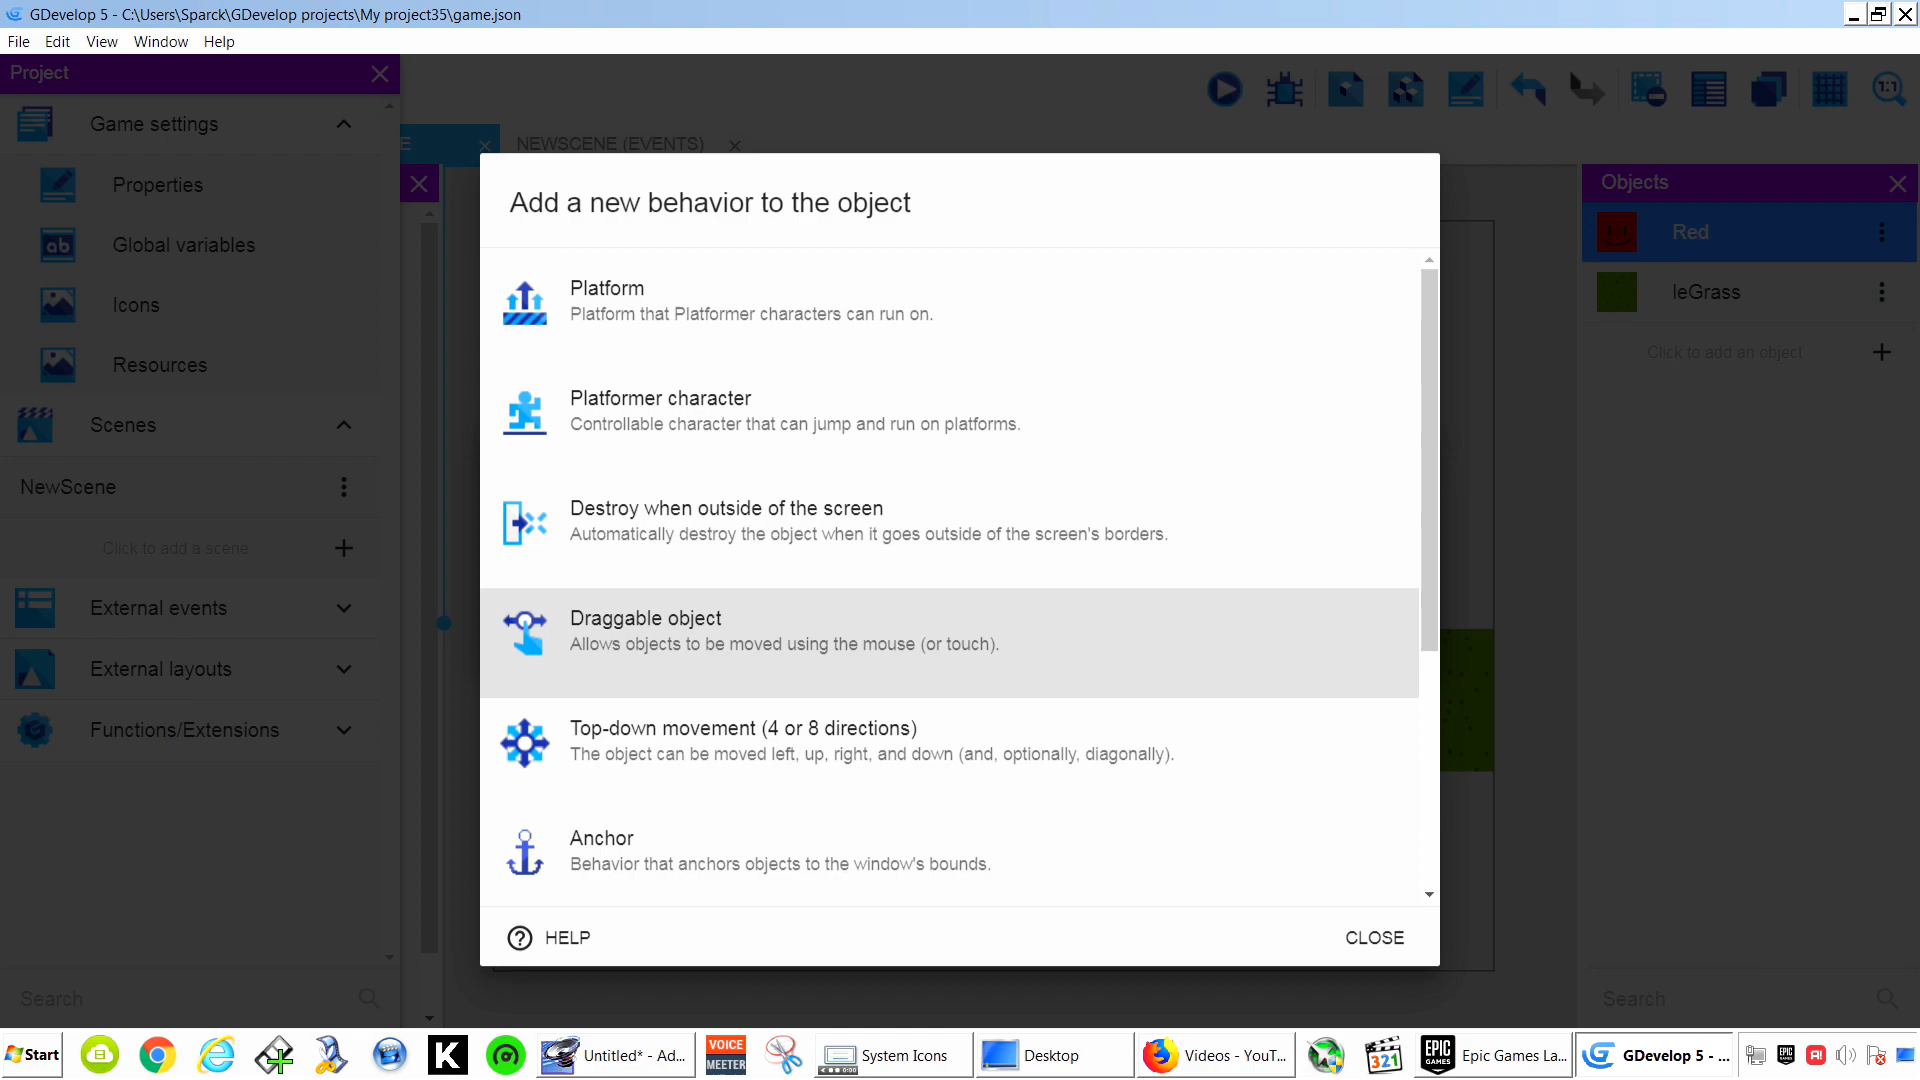 GDevelop 5 - C:\Users\Sparck\GDevelop projects\My project35\game.json
File Edit View Window Help
Project
Game settings
Properties
Global variables
ab
Icons
Resources
Scenes
NewScene
Click to add a scene
External events
External layouts
Functions/Extensions
Search
E
NEWSCENE (EVENTS)
1:1
Add a new behavior to the object
Platform
Platform that Platformer characters can run on.
Platformer character
Controllable character that can jump and run on platforms.
Destroy when outside of the screen
Automatically destroy the object when it goes outside of the screen's borders.
Draggable object
Allows objects to be moved using the mouse (or touch).
Top-down movement (4 or 8 directions)
The object can be moved left, up, right, and down (and, optionally, diagonally).
Anchor
Behavior that anchors objects to the window's bounds.
HELP
CLOSE
Objects
Red
leGrass
Click to add an object
Search
Start
K
Untitled* - Ad...
VOICE
MEETER
System Icons
Desktop
Videos - YouT...
321
EPIC
GAMES
Epic Games La...
GDevelop 5 - ...